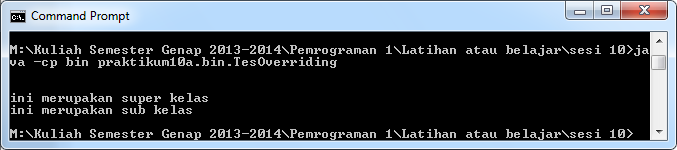 Command Prompt
M:\Kuliah Semester Genap 2013-2014\Pemrograman 1\Latihan atau belajar\sesi 10>ja
va -cp bin praktikum10a.bin.TesOverriding
ini merupakan super kelas
ini merupakan sub kelas
M:\Kuliah Semester Genap 2013-2014\Pemrograman 1\Latihan atau belajar\sesi 10>